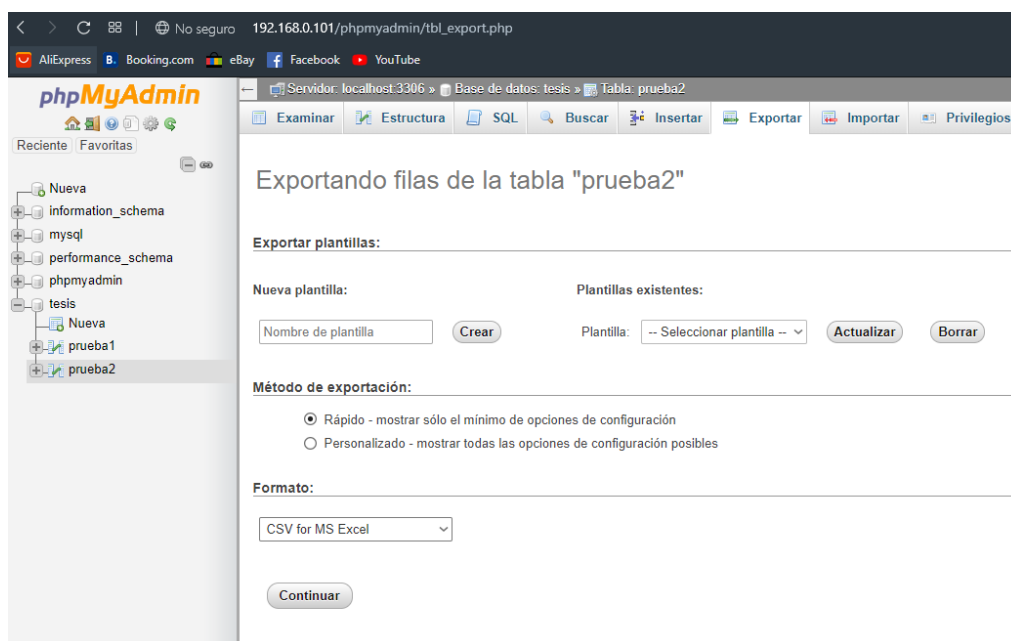 No seguro 192.168.0.101/phpmyadmin/tbl_export.php
AliExpress B. Booking.com eBay Facebook YouTube
phpMyAdmin
Reciente Favoritas
Nueva
information_schema
mysql
performance_schema
phpmyadmin
tesis
Nueva
prueba1
prueba2
Servidor: localhost:3306 » Base de datos: tesis » Tabla: prueba2
Examinar Estructura SQL Buscar Insertar Exportar Importar Privilegios
Exportando filas de la tabla "prueba2"
Exportar plantillas:
Nueva plantilla: Plantillas existentes:
Nombre de plantilla Crear Plantilla: -- Seleccionar plantilla -- Actualizar Borrar
Método de exportación:
Rápido - mostrar sólo el mínimo de opciones de configuración
Personalizado - mostrar todas las opciones de configuración posibles
Formato:
CSV for MS Excel
Continuar